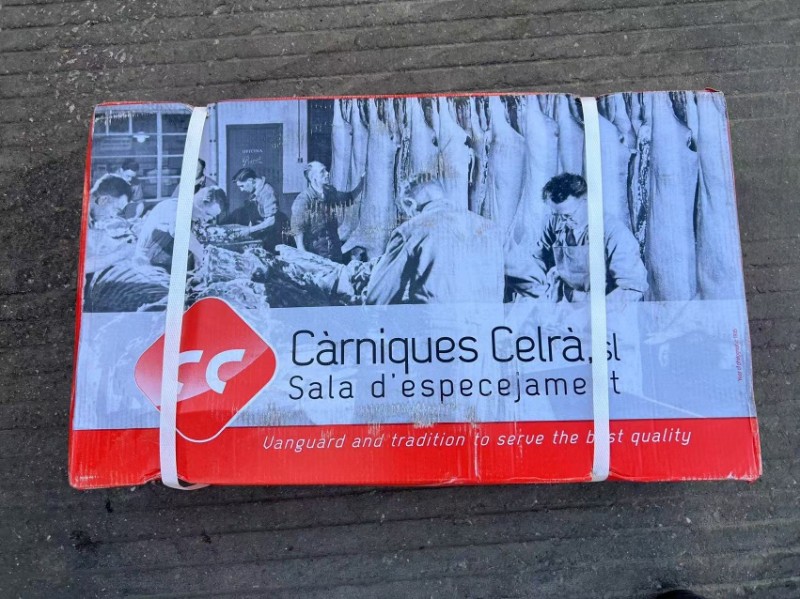 CC
Càrniques Celrà, sl
Sala d'especejament
Vanguard and tradition to serve the best quality